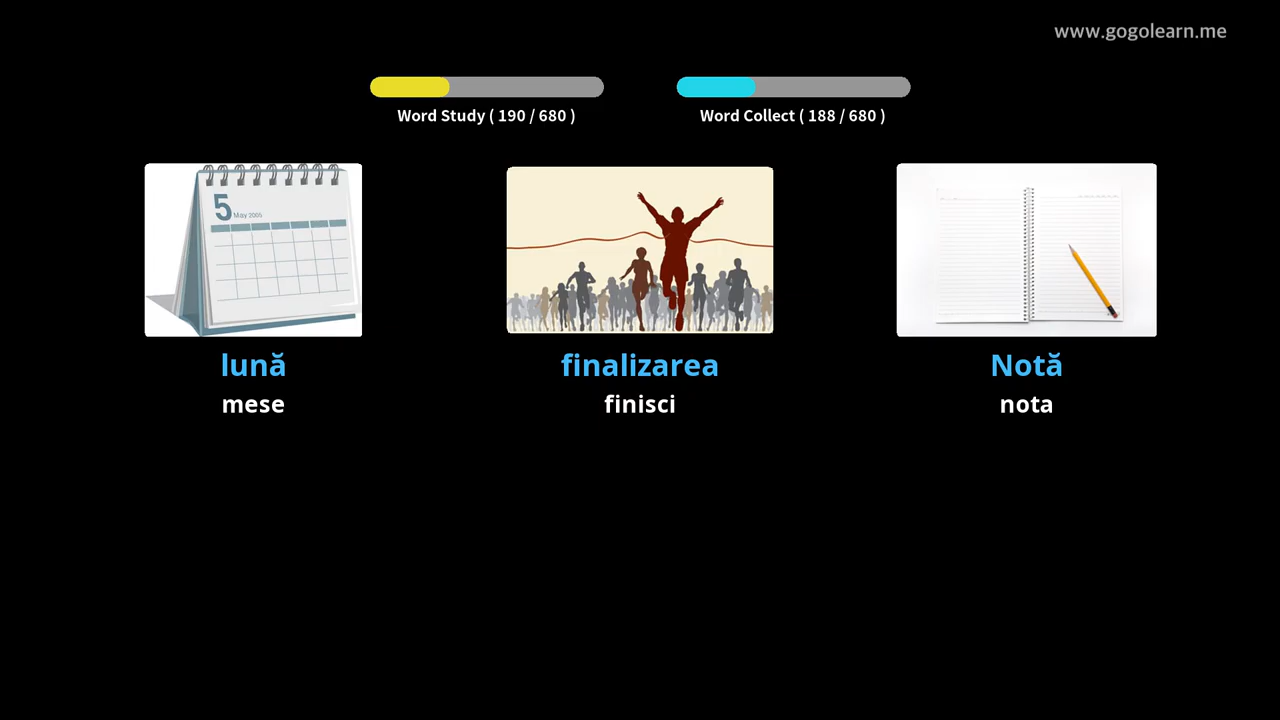 www.gogolearn.me
Word Study ( 190 / 680 )
Word Collect ( 188 / 680 )
5 May 2005
lună
finalizarea
Notă
mese
finisci
nota